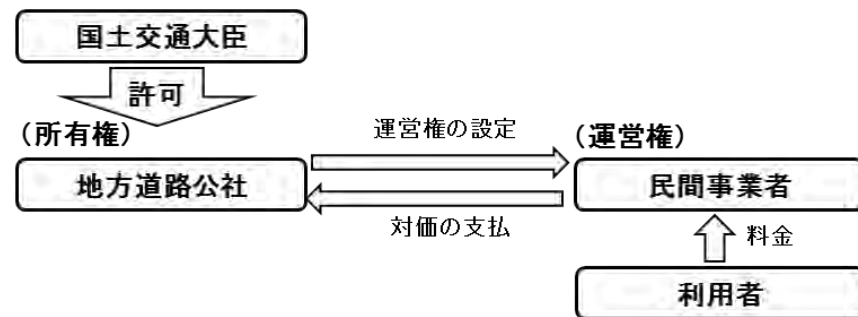 国土交通大臣
許可
(所有権)
運営権の設定
(運営権)
地方道路公社
民間事業者
対価の支払
料金
利用者